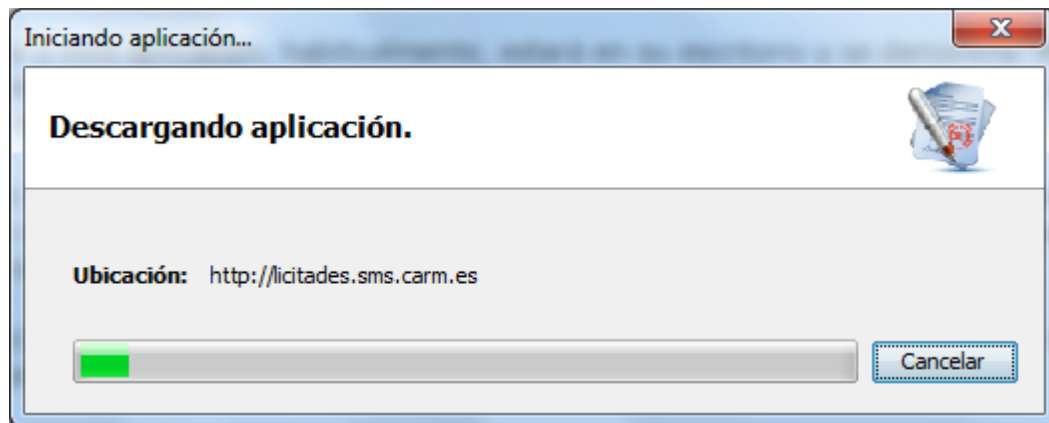 Iniciando aplicación...
Descargando aplicación.
Ubicación: http://licitades.sms.carm.es
Cancelar